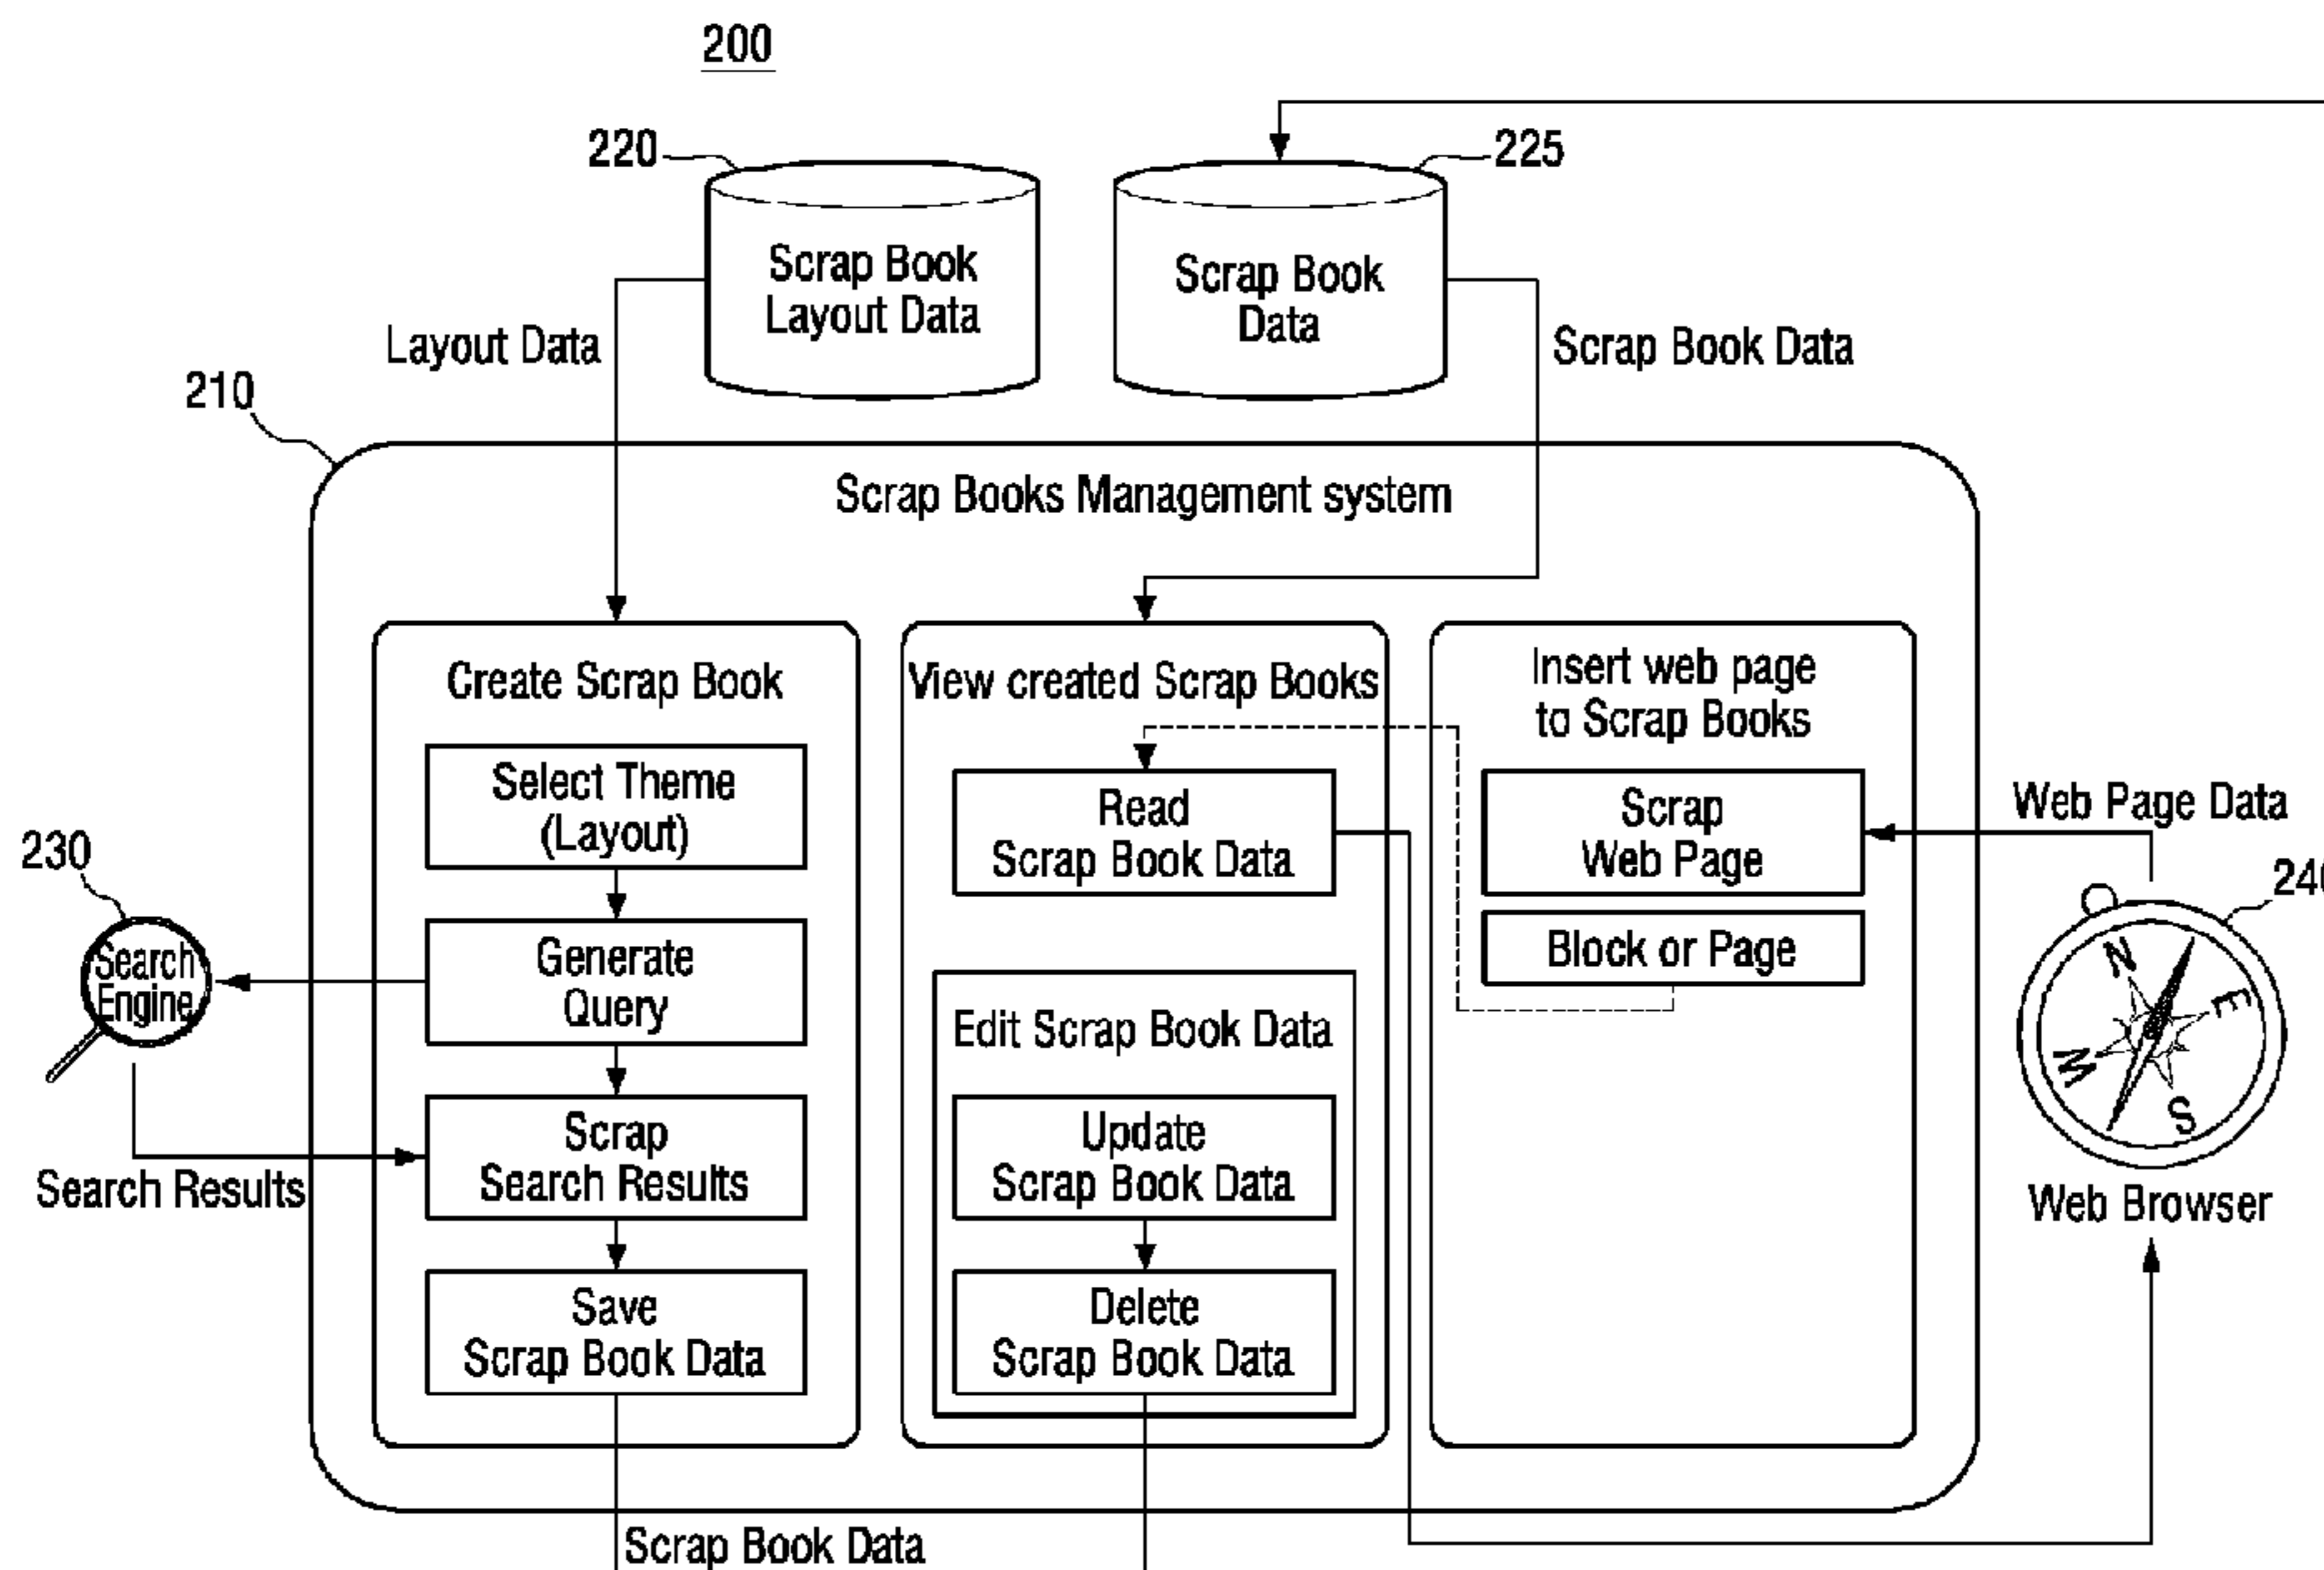 200
220
225
Scrap Book
Layout Data
Scrap Book
Data
Layout Data
Scrap Book Data
210
Scrap Books Management system
Create Scrap Book
Select Theme
(Layout)
Generate
Query
Scrap
Search Results
Save
Scrap Book Data
View created Scrap Books
Read
Scrap Book Data
Edit Scrap Book Data
Update
Scrap Book Data
Delete
Scrap Book Data
Insert web page
to Scrap Books
Scrap
Web Page
Block or Page
230
Search
Engine
Search Results
Web Page Data
240
N
E
W
S
Web Browser
Scrap Book Data